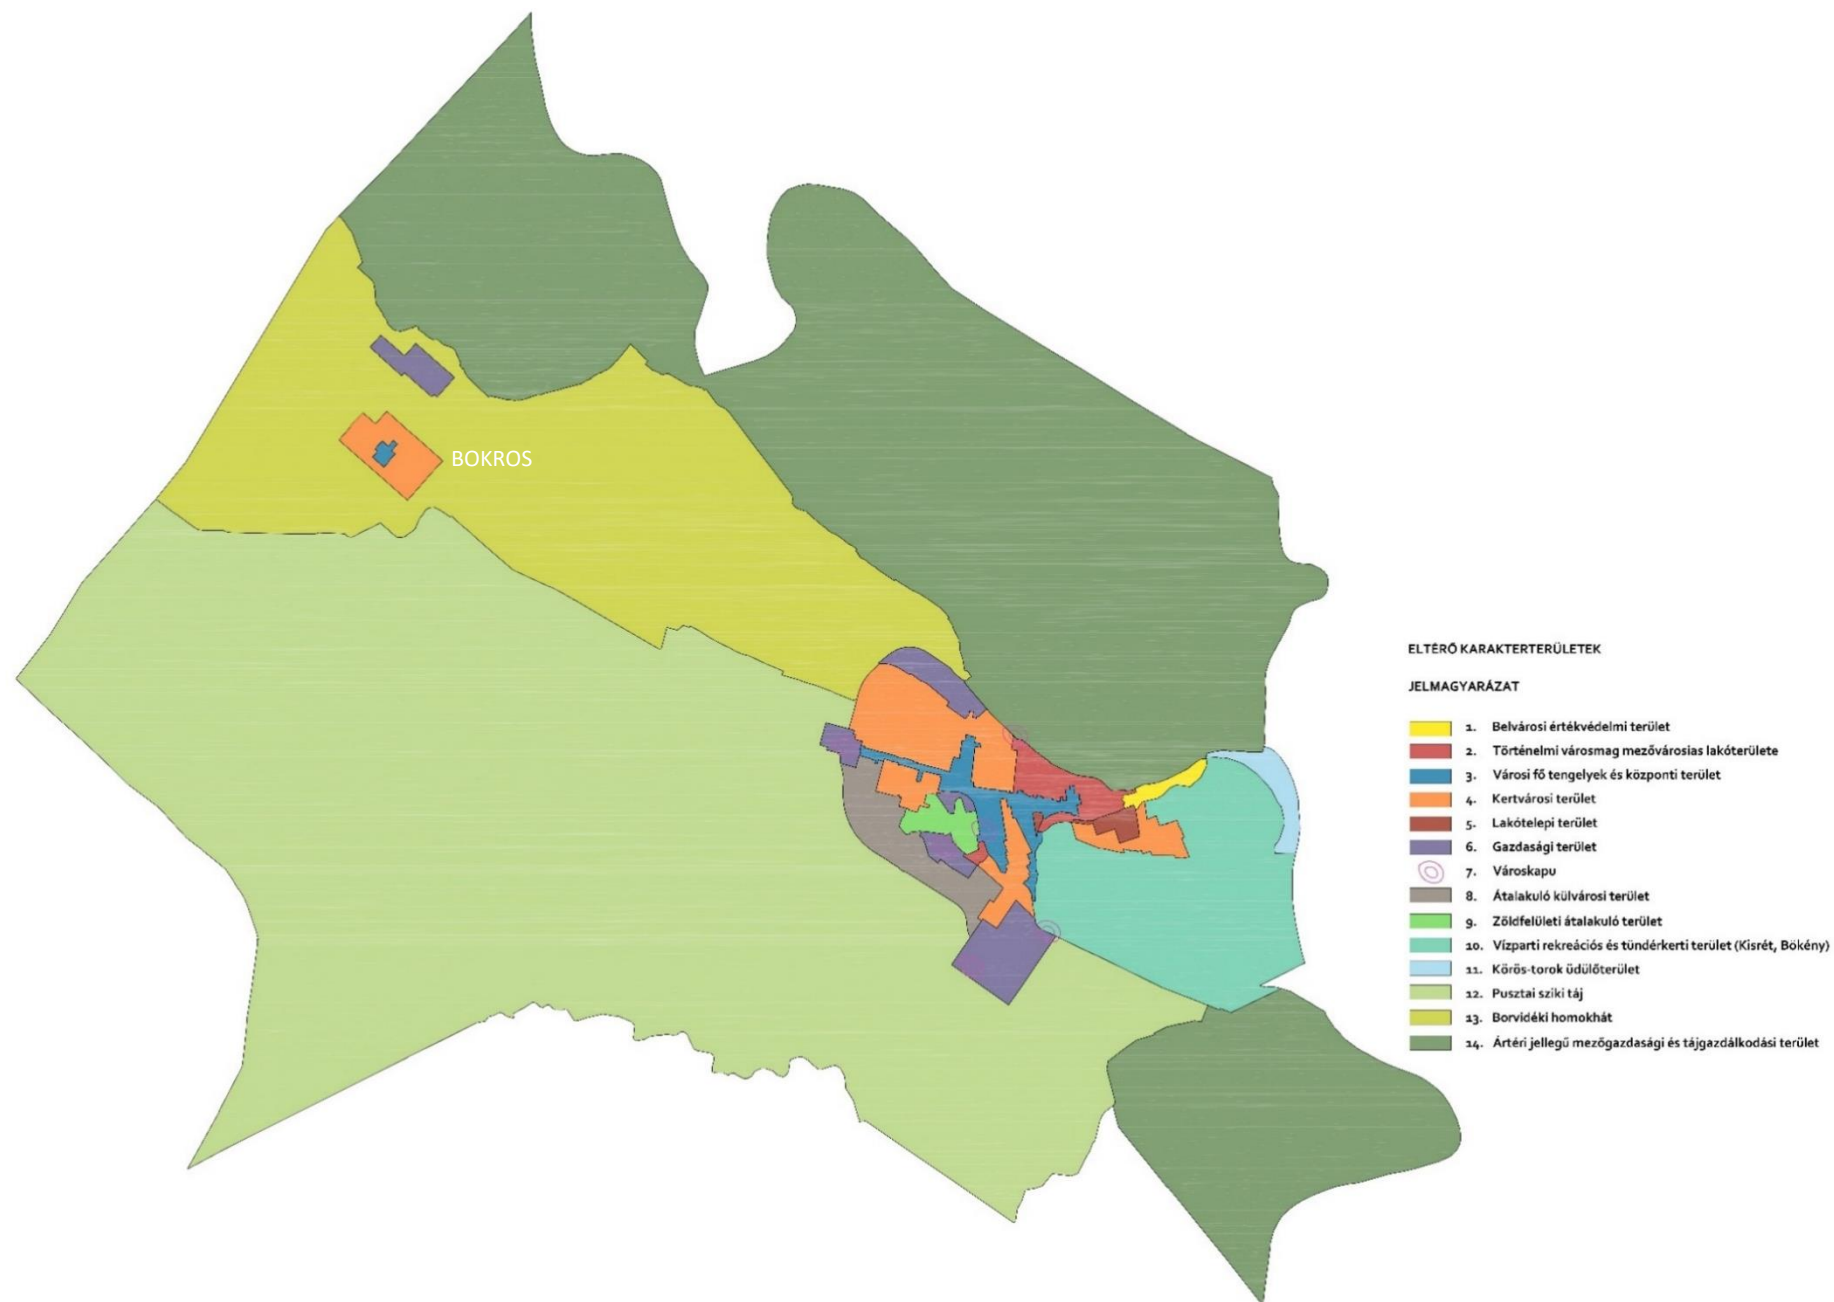 BOKROS
ELTÉRŐ KARAKTERTERÜLETEK
JELMAGYARÁZAT
1. Belvárosi értékvédelmi terület
2. Történelmi városmag mezővárosias lakóterülete
3. Városi fő tengelyek és központi terület
4. Kertvárosi terület
5. Lakótelepi terület
6. Gazdasági terület
7. Városkapu
8. Átalakuló külvárosi terület
9. Zöldfelületi átalakuló terület
10. Vízparti rekreációs és tündérkerti terület (Kisrét, Bökény)
11. Körös-torok üdülőterület
12. Pusztai sziki táj
13. Borvidéki homokhát
14. Ártéri jellegű mezőgazdasági és tájgazdálkodási terület